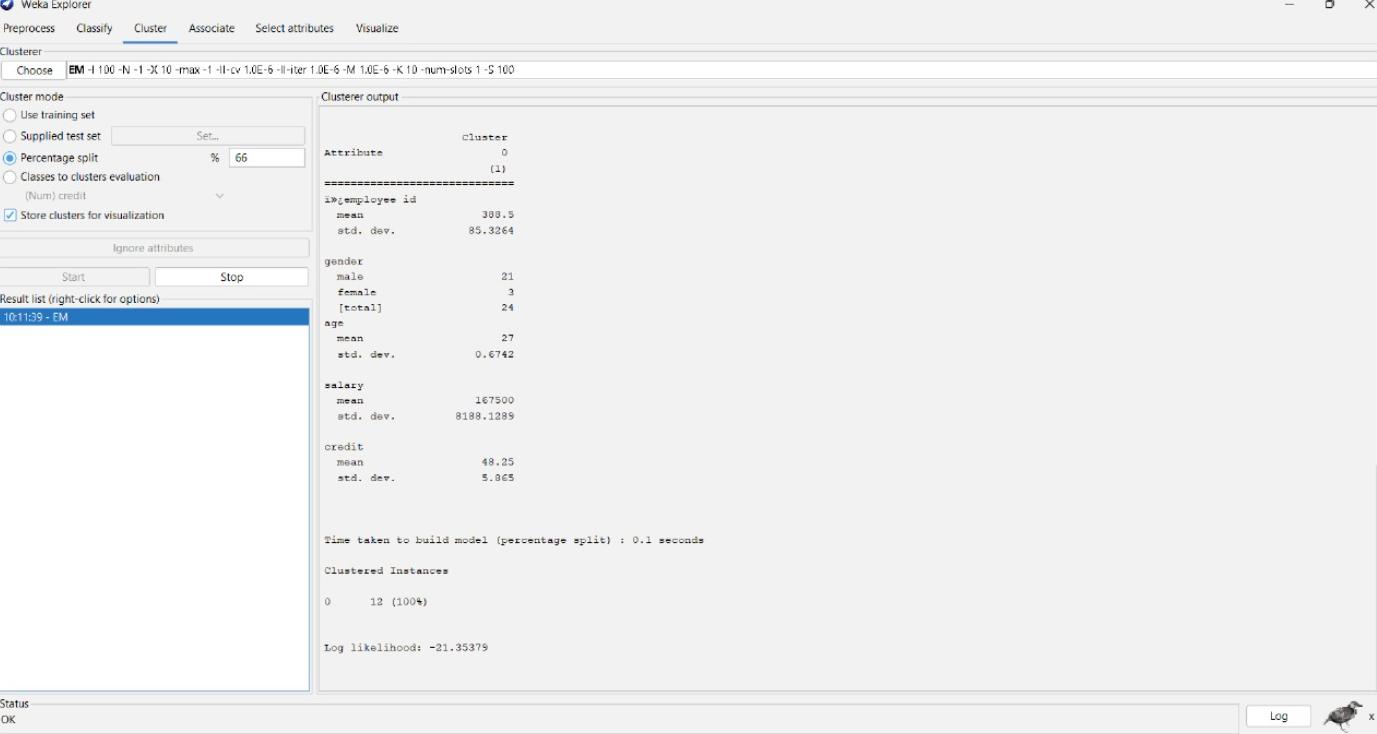 Weka Explorer
Preprocess Classify Cluster Associate Select attributes Visualize
Clusterer
Choose EM -I 100 -N -1 -X 10 -max -1 -ll-cv 1.0E-6 -ll-iter 1.0E-6 -M 1.0E-6 -K 10 -num-slots 1 -S 100
Cluster mode
Use training set
Supplied test set Set...
Percentage split % 66
Classes to clusters evaluation
(Num) credit
Store clusters for visualization
Ignore attributes
Start Stop
Result list (right-click for options)
10:11:39 - EM
Clusterer output
Cluster
Attribute 0
(1)
==============================
ï»¿employee id
mean 388.5
std. dev. 85.3264
gender
male 21
female 3
[total] 24
age
mean 27
std. dev. 0.6742
salary
mean 167500
std. dev. 8188.1289
credit
mean 48.25
std. dev. 5.865
Time taken to build model (percentage split) : 0.1 seconds
Clustered Instances
0 12 (100%)
Log likelihood: -21.35379
Status
OK
Log x